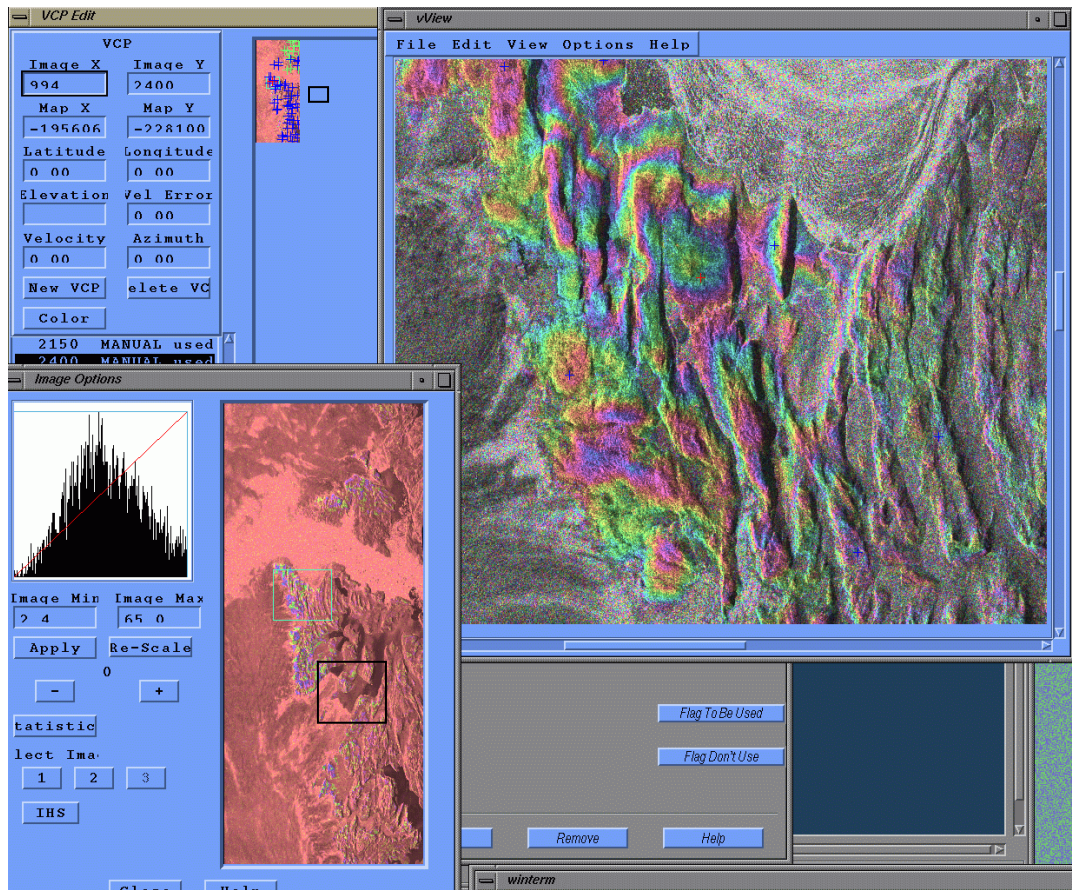 VCP Edit
VCP
Image X Image Y
994 2400
Map X Map Y
-195606 -228100
Latitude Longitude
0 00 0 00
Elevation Vel Error
0 00
Velocity Azimuth
0 00 0 00
New VCP elete VC
Color
2150 MANUAL used
2400 MANUAL used
vView
File Edit View Options Help
Image Options
Image Min Image Max
2 4 65 0
Apply Re-Scale
0
- +
tatistic
lect Ima
1 2 3
IHS
Close Help
Flag To Be Used
Flag Don't Use
Remove Help
winterm